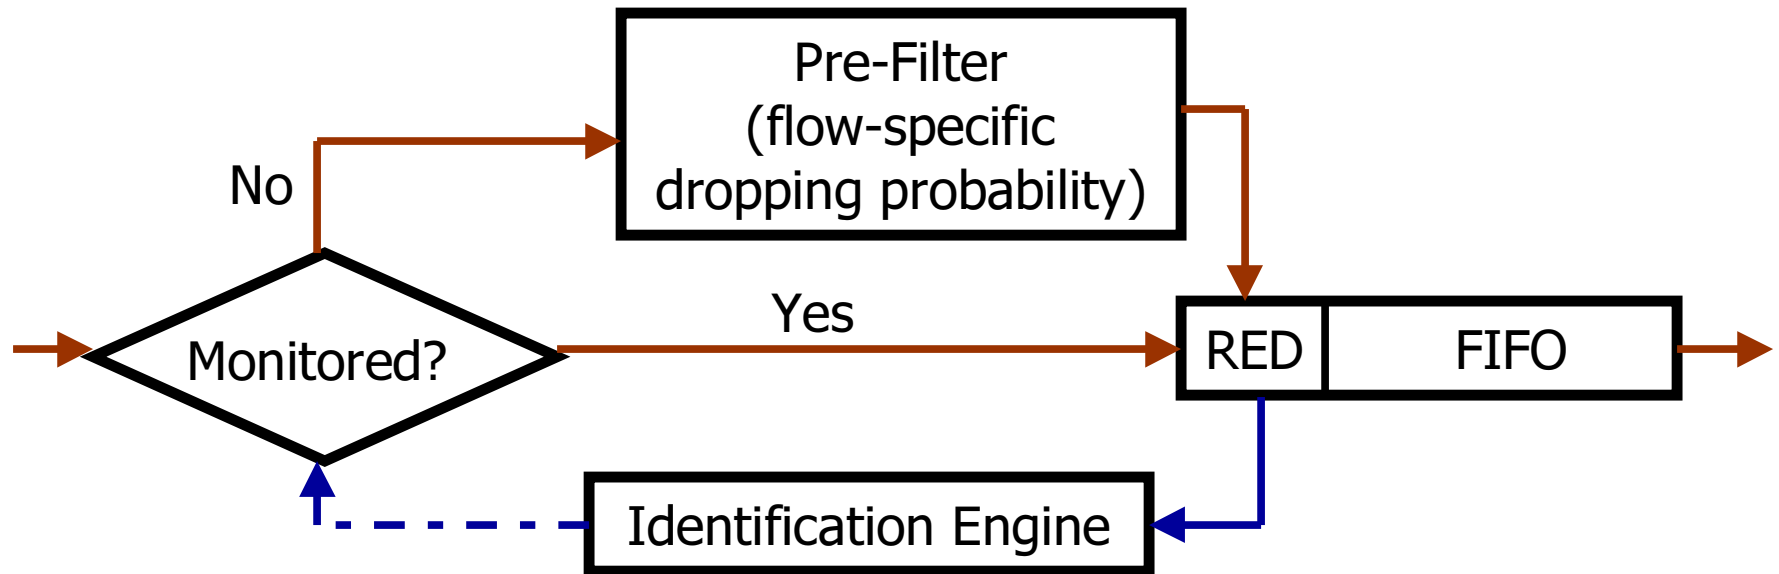 Pre-Filter
(flow-specific
dropping probability)
No
Yes
Monitored?
RED
FIFO
Identification Engine